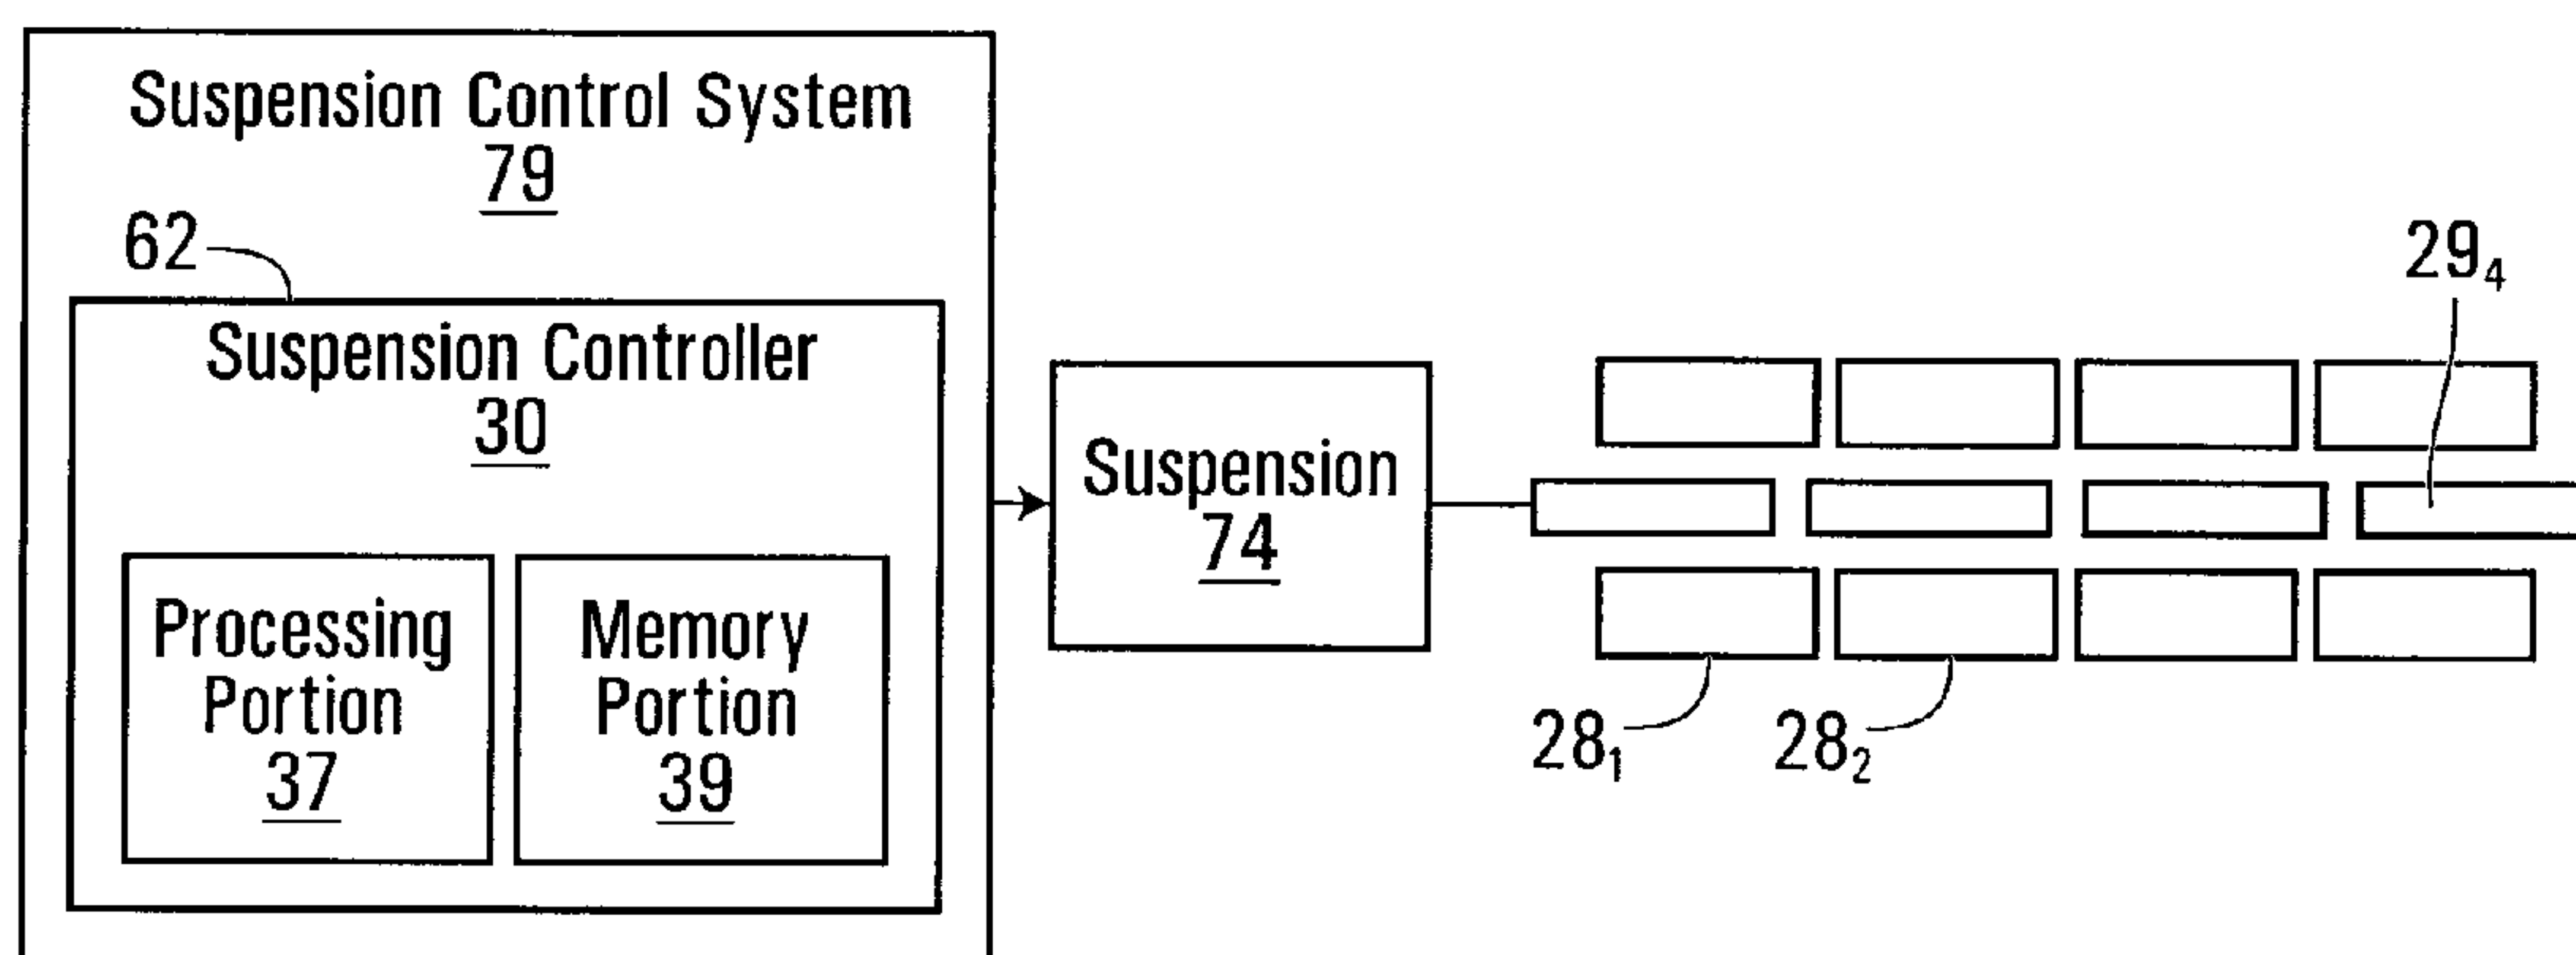 Suspension Control System
79
62
Suspension Controller
30
Processing
Portion
37
Memory
Portion
39
Suspension
74
29₄
28₁
28₂